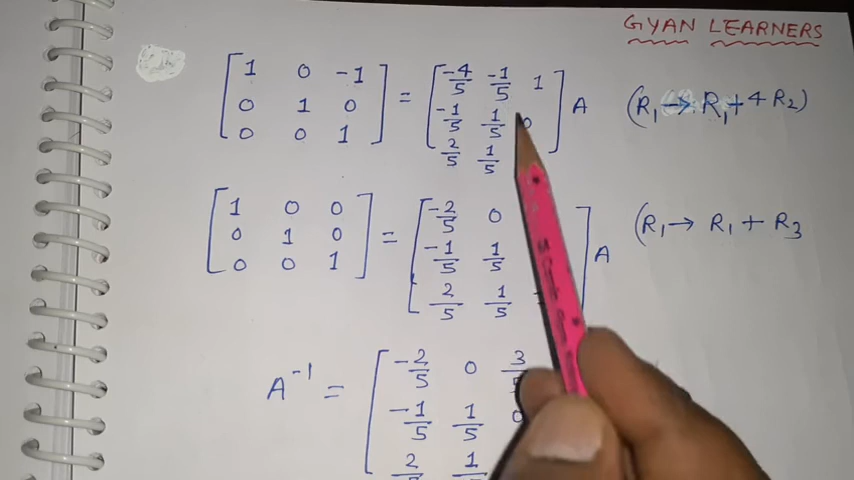 GYAN LEARNERS
[1 0 -1] = [-4/5 -1/5 1] A (R₁ → R₁ + 4R₂)
[0 1 0] [-1/5 1/5 0]
[0 0 1] [2/5 1/5
[1 0 0] = [-2/5 0 ] A (R₁ → R₁ + R₃
[0 1 0] [-1/5 1/5 ]
[0 0 1] [2/5 1/5 ]
A⁻¹ = [-2/5 0 3/
[-1/5 1/5 0
[2/ 1/